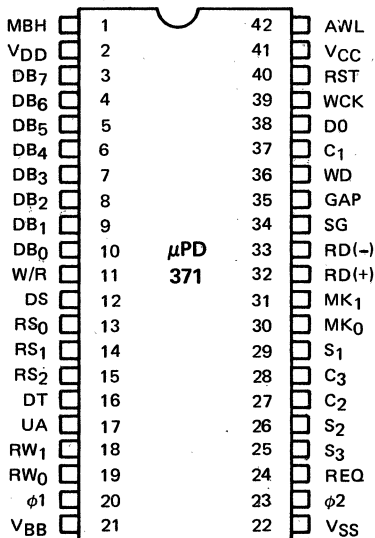 MBH 1 42 AWL
VDD 2 41 VCC
DB7 3 40 RST
DB6 4 39 WCK
DB5 5 38 D0
DB4 6 37 C1
DB3 7 36 WD
DB2 8 35 GAP
DB1 9 34 SG
DB0 10 μPD 33 RD(−)
W/R 11 371 32 RD(+)
DS 12 31 MK1
RS0 13 30 MK0
RS1 14 29 S1
RS2 15 28 C3
DT 16 27 C2
UA 17 26 S2
RW1 18 25 S3
RW0 19 24 REQ
φ1 20 23 φ2
VBB 21 22 VSS